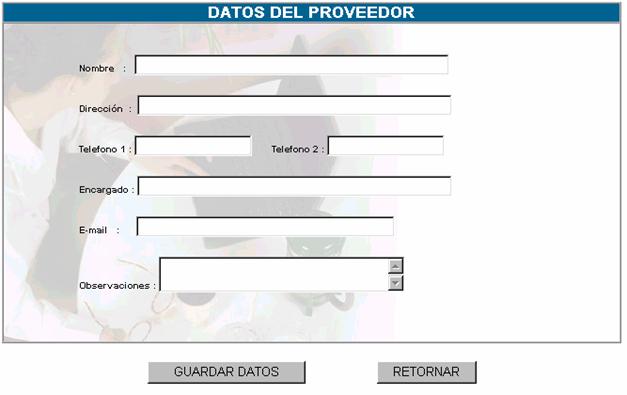 DATOS DEL PROVEEDOR
Nombre :
Dirección :
Telefono 1 : Telefono 2 :
Encargado :
E-mail :
Observaciones :
GUARDAR DATOS RETORNAR